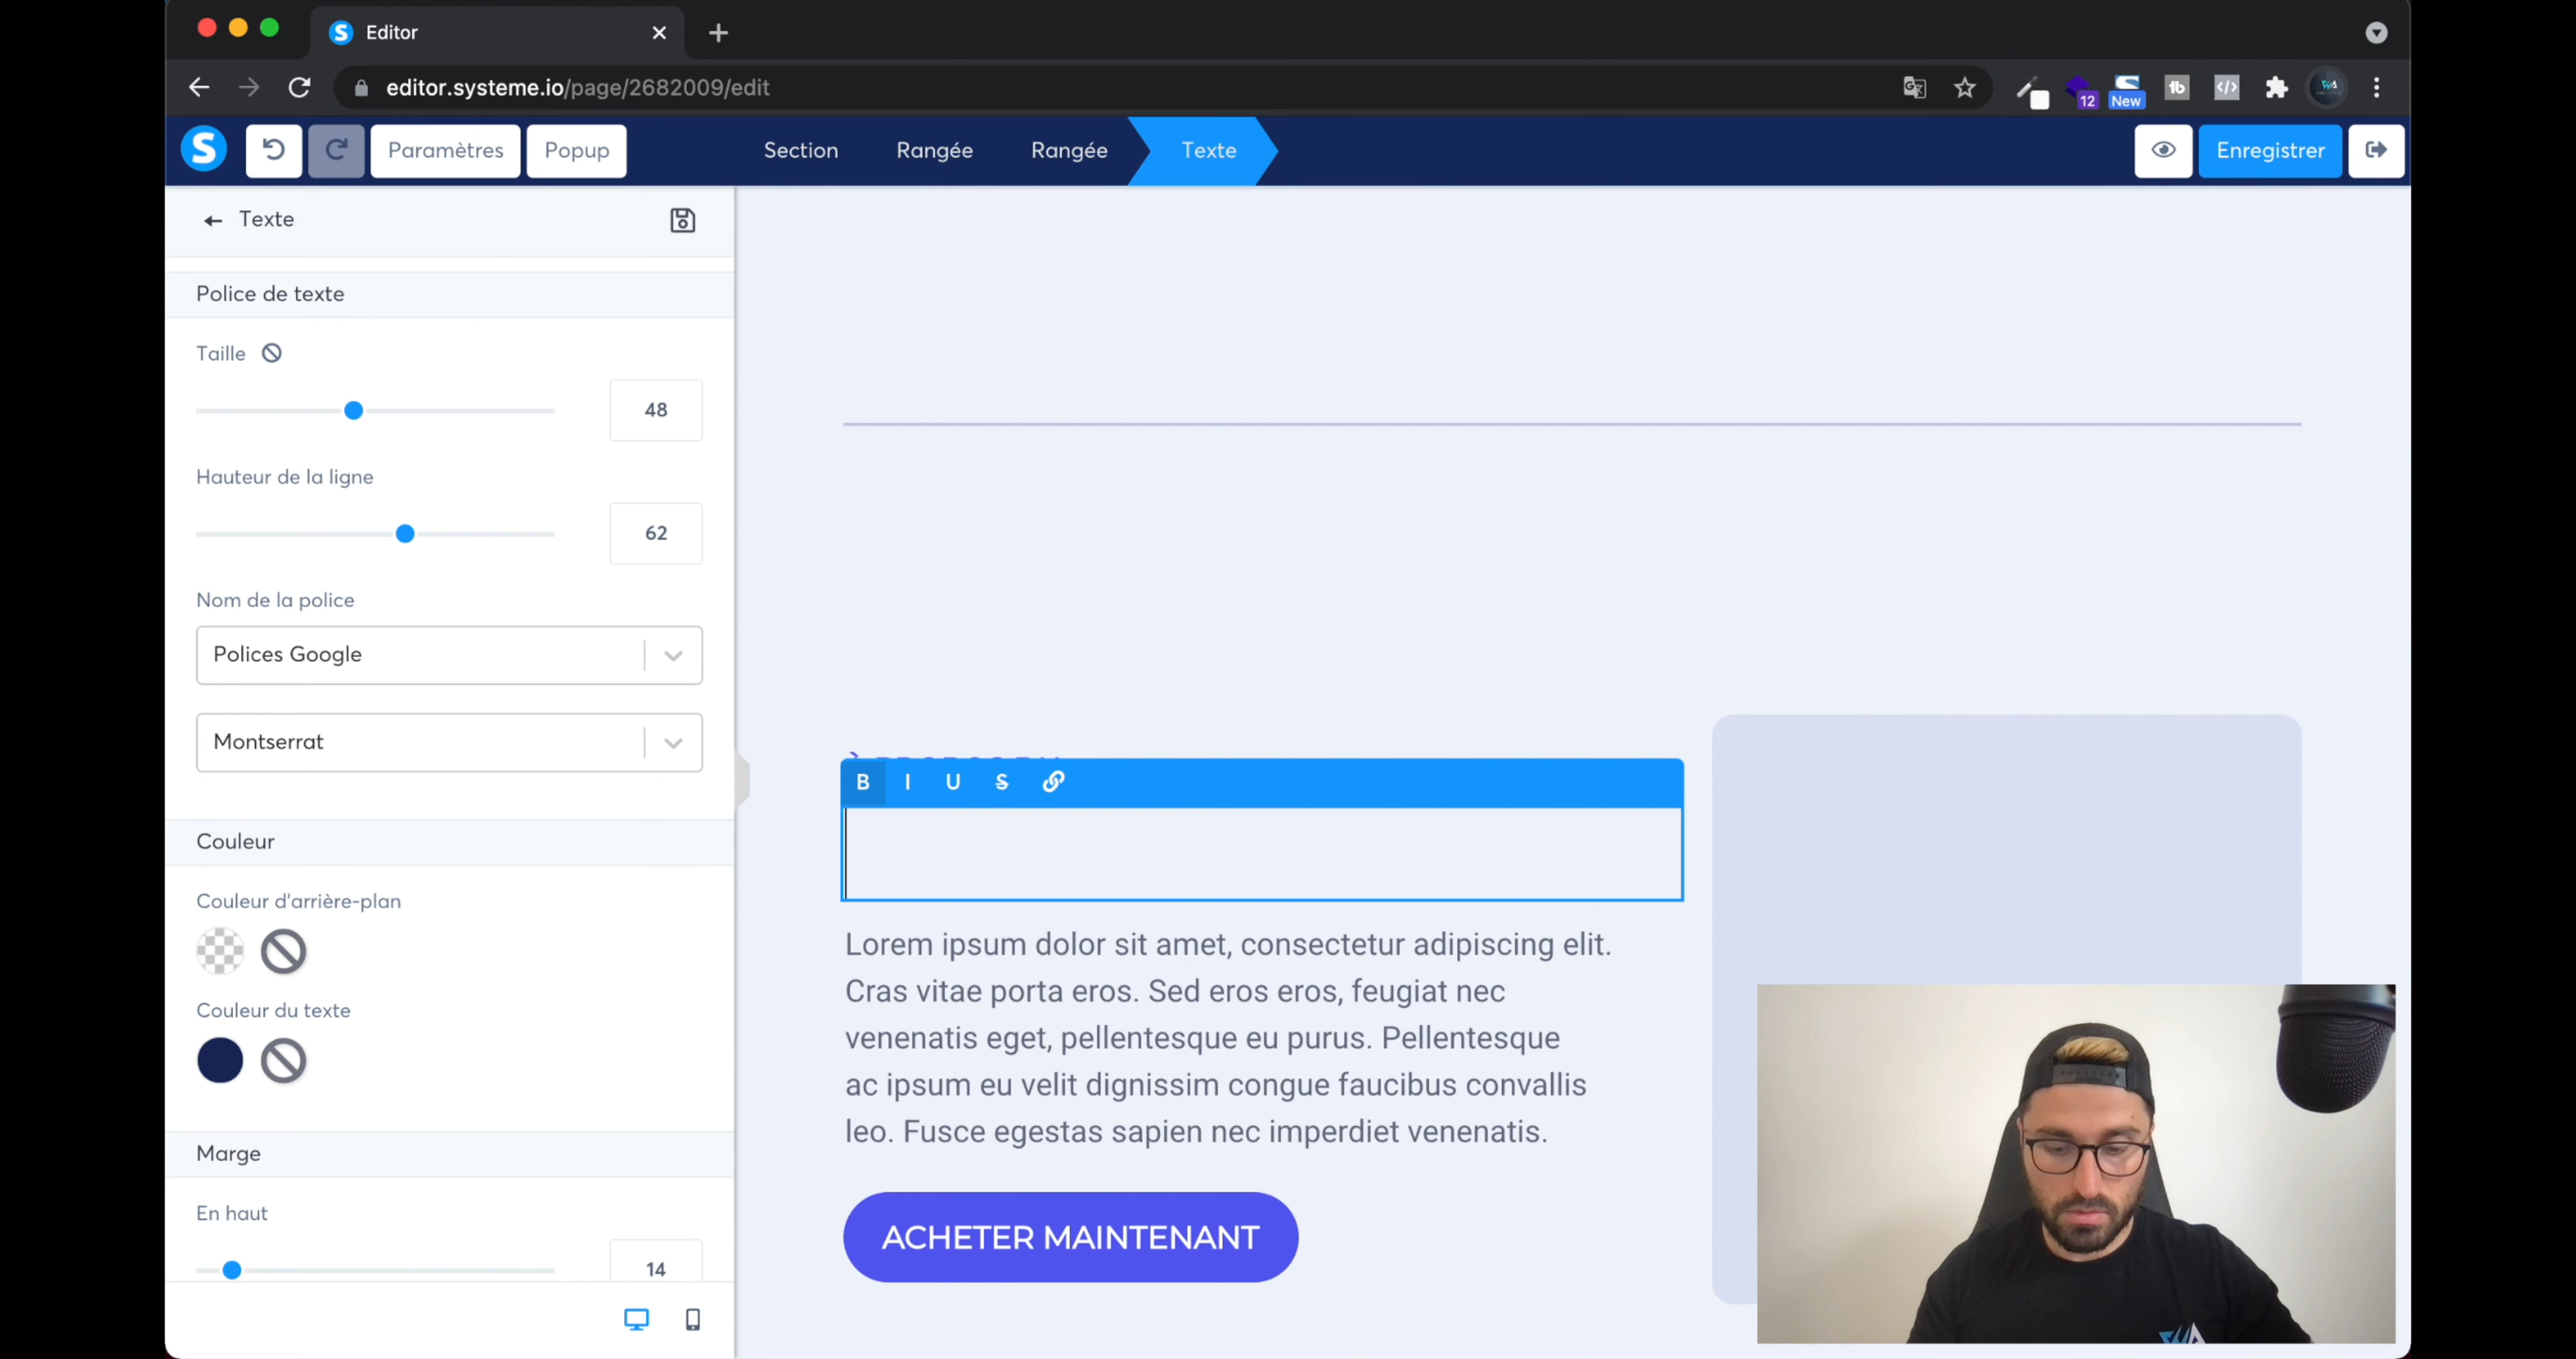 Editor
editor.systeme.io/page/2682009/edit
12
New
S
Paramètres
Popup
Section
Rangée
Rangée
Texte
Enregistrer
Texte
Police de texte
Taille
48
Hauteur de la ligne
62
Nom de la police
Polices Google
Montserrat
Couleur
Couleur d'arrière-plan
Couleur du texte
Marge
En haut
14
B I U S
Lorem ipsum dolor sit amet, consectetur adipiscing elit.
Cras vitae porta eros. Sed eros eros, feugiat nec
venenatis eget, pellentesque eu purus. Pellentesque
ac ipsum eu velit dignissim congue faucibus convallis
leo. Fusce egestas sapien nec imperdiet venenatis.
ACHETER MAINTENANT